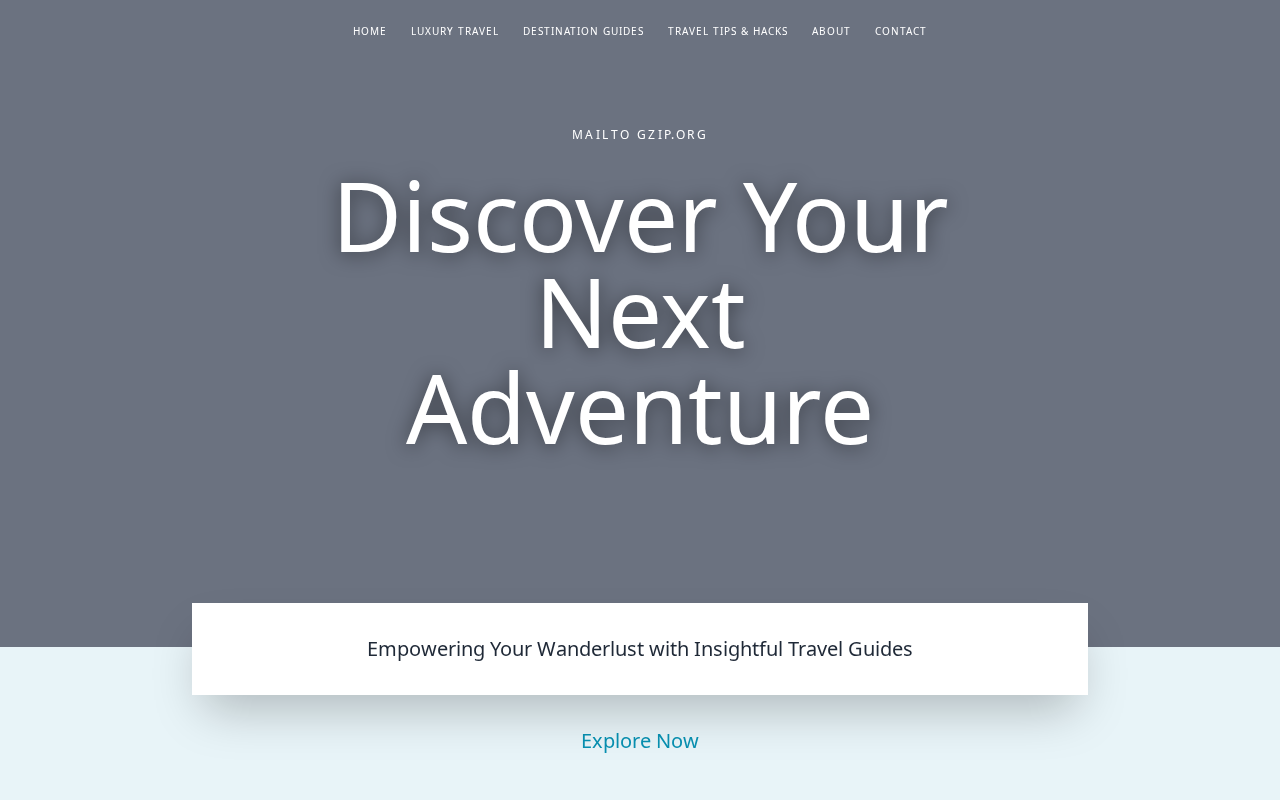 HOME LUXURY TRAVEL DESTINATION GUIDES TRAVEL TIPS & HACKS ABOUT CONTACT
MAILTO GZIP.ORG
Discover Your
Next
Adventure
Empowering Your Wanderlust with Insightful Travel Guides
Explore Now